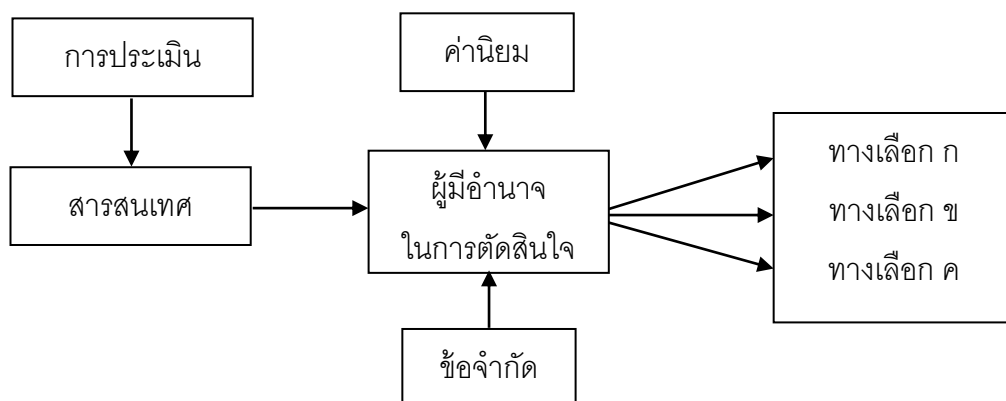 การประเมิน
ค่านิยม
สารสนเทศ
ผู้มีอำนาจ
ในการตัดสินใจ
ทางเลือก ก
ทางเลือก ข
ทางเลือก ค
ข้อจำกัด